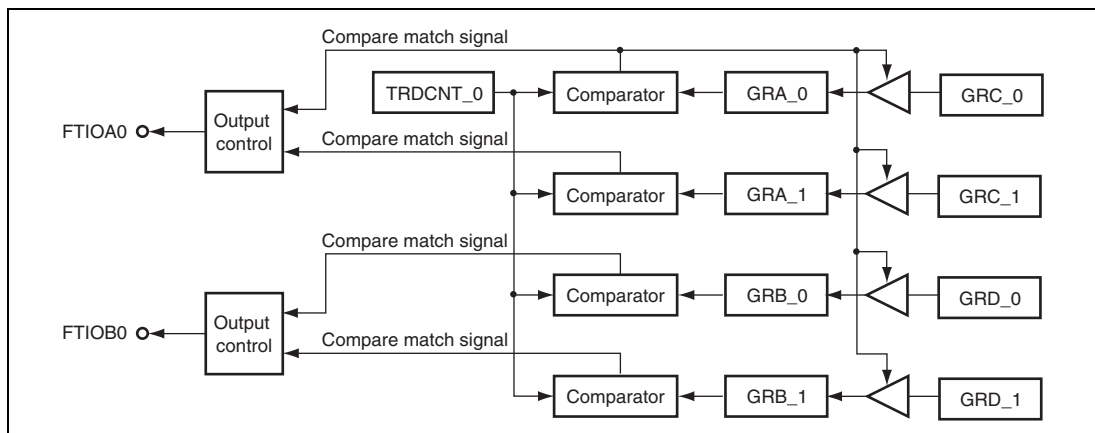 Compare match signal
TRDCNT_0
Comparator
GRA_0
GRC_0
FTIOA0
Output
control
Compare match signal
Comparator
GRA_1
GRC_1
Compare match signal
Comparator
GRB_0
GRD_0
FTIOB0
Output
control
Compare match signal
Comparator
GRB_1
GRD_1